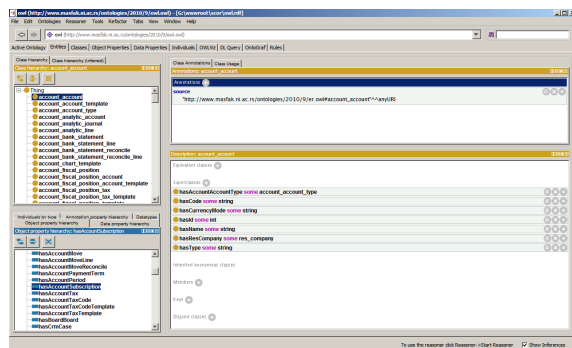 owl (http://www.masfak.ni.ac.rs/ontologies/2010/9/owl.owl) - [G:\wwwroot\scor\owl.rdf]
File Edit Ontologies Reasoner Tools Refactor Tabs View Window Help
owl (http://www.masfak.ni.ac.rs/ontologies/2010/9/owl.owl)
Active Ontology Entities Classes Object Properties Data Properties Individuals OWLViz DL Query OntoGraf Rules
Class hierarchy Class hierarchy (inferred)
Class hierarchy: account_account
Thing
account_account
account_account_template
account_account_type
account_analytic_account
account_analytic_journal
account_analytic_line
account_bank_statement
account_bank_statement_line
account_bank_statement_reconcile
account_bank_statement_reconcile_line
account_chart_template
account_fiscal_position
account_fiscal_position_account
account_fiscal_position_account_template
account_fiscal_position_tax
account_fiscal_position_tax_template
Individuals by type Annotation property hierarchy Datatypes
Object property hierarchy Data property hierarchy
Object property hierarchy: hasAccountSubscription
hasAccountMove
hasAccountMoveLine
hasAccountMoveReconcile
hasAccountPaymentTerm
hasAccountPeriod
hasAccountSubscription
hasAccountTax
hasAccountTaxCode
hasAccountTaxCodeTemplate
hasAccountTaxTemplate
hasBoardBoard
hasCrmCase
Class Annotations Class Usage
Annotations: account_account
Annotations
source
"http://www.masfak.ni.ac.rs/ontologies/2010/9/er.owl#account_account"^^anyURI
Description: account_account
Equivalent classes
Superclasses
hasAccountAccountType some account_account_type
hasCode some string
hasCurrencyMode some string
hasId some int
hasName some string
hasResCompany some res_company
hasType some string
Inherited anonymous classes
Members
Keys
Disjoint classes
To use the reasoner click Reasoner->Start Reasoner Show Inferences